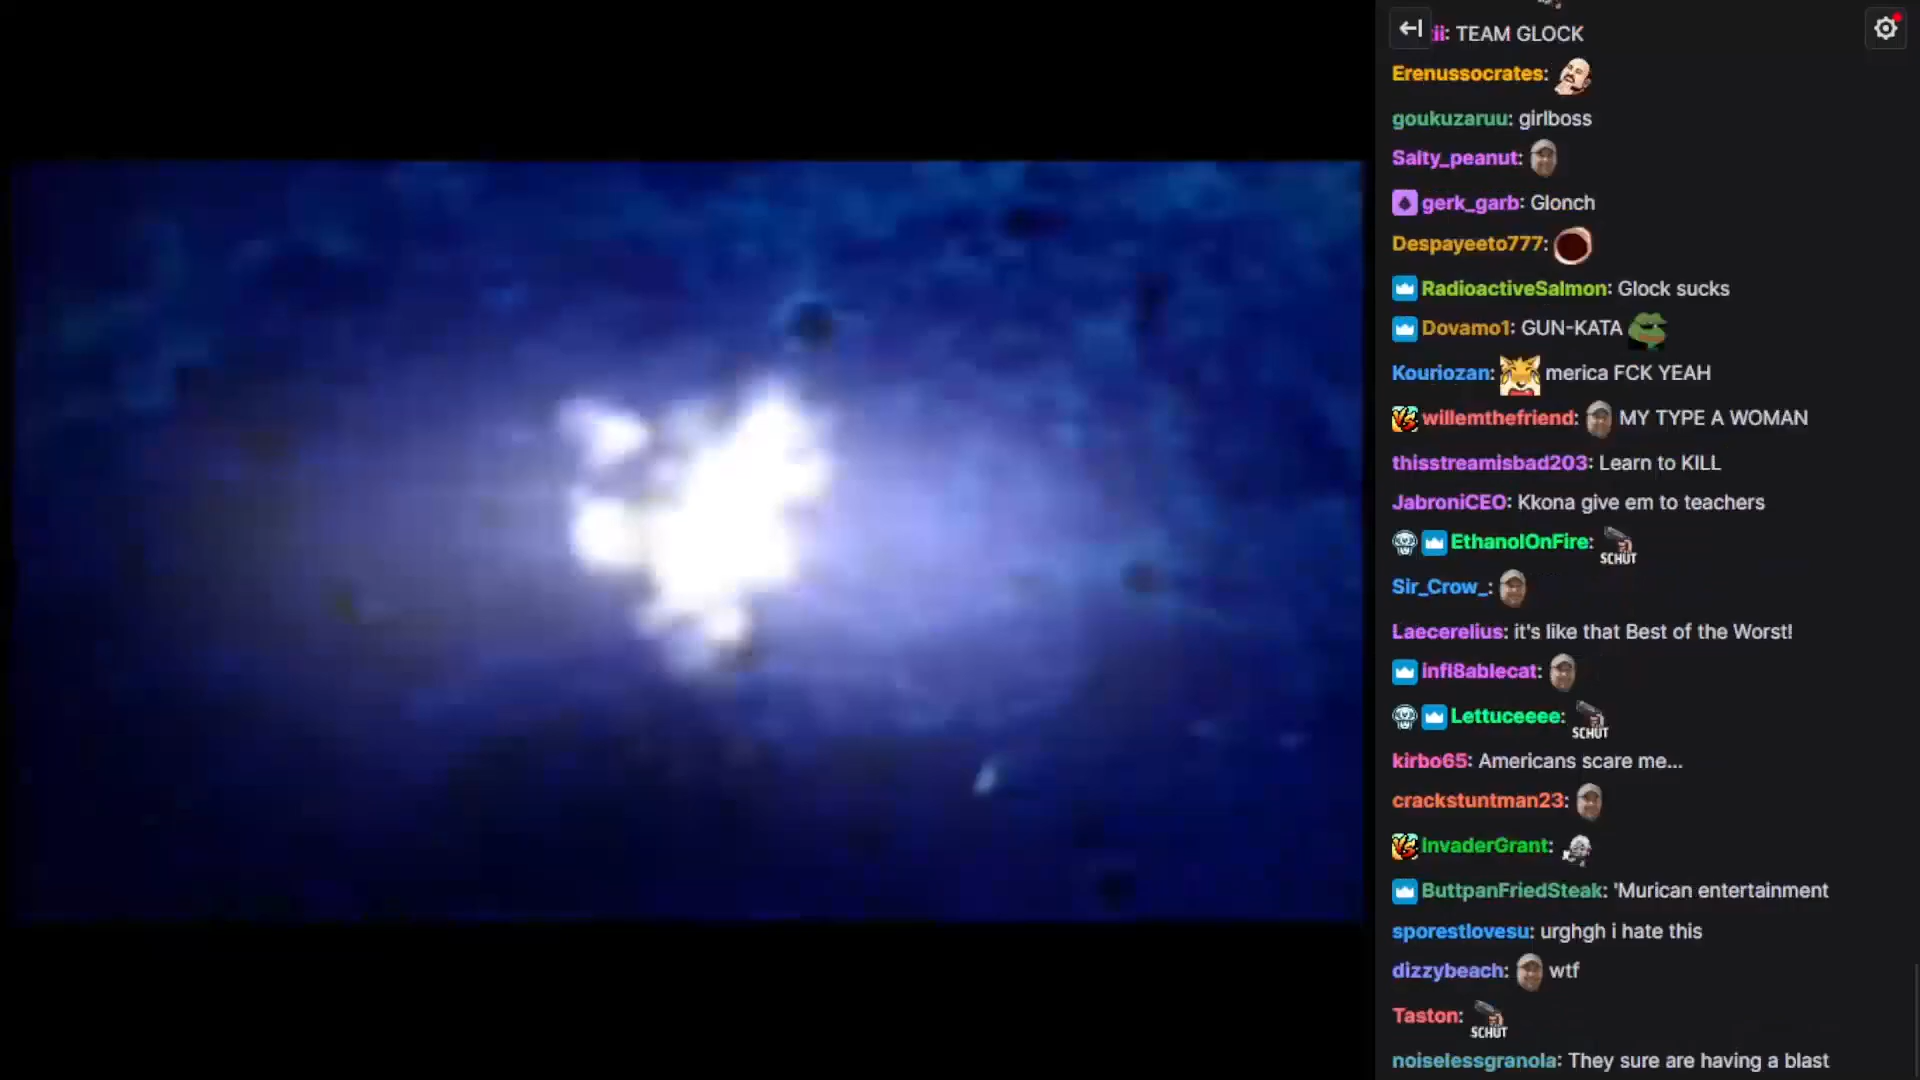 ii: TEAM GLOCK
Erenussocrates:
goukuzaruu: girlboss
Salty_peanut:
gerk_garb: Glonch
Despayeeto777:
RadioactiveSalmon: Glock sucks
Dovamo1: GUN-KATA
Kouriozan: merica FCK YEAH
willemthefriend: MY TYPE A WOMAN
thisstreamisbad203: Learn to KILL
JabroniCEO: Kkona give em to teachers
EthanolOnFire: SCHUT
Sir_Crow_:
Laecerelius: it's like that Best of the Worst!
infl8ablecat:
Lettuceeee: SCHUT
kirbo65: Americans scare me...
crackstuntman23:
InvaderGrant:
ButtpanFriedSteak: 'Murican entertainment
sporestlovesu: urghgh i hate this
dizzybeach: wtf
Taston: SCHUT
noiselessgranola: They sure are having a blast